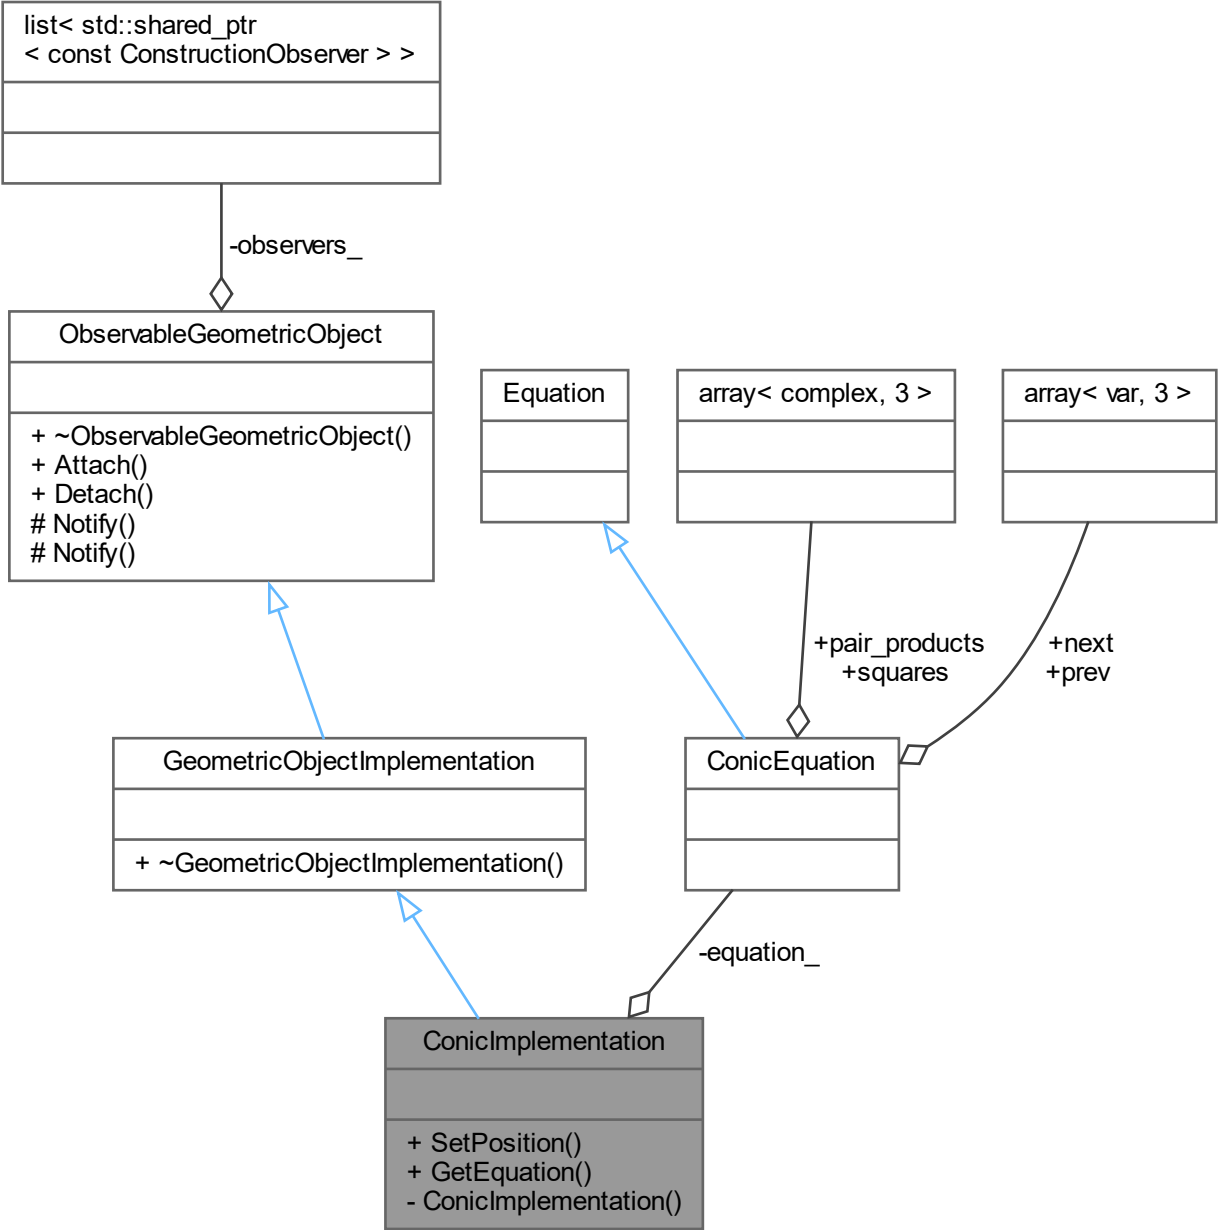 list< std::shared_ptr
< const ConstructionObserver > >
-observers_
ObservableGeometricObject
+ ~ObservableGeometricObject()
+ Attach()
+ Detach()
# Notify()
# Notify()
Equation
array< complex, 3 >
array< var, 3 >
+pair_products
+squares
+next
+prev
GeometricObjectImplementation
+ ~GeometricObjectImplementation()
ConicEquation
-equation_
ConicImplementation
+ SetPosition()
+ GetEquation()
- ConicImplementation()